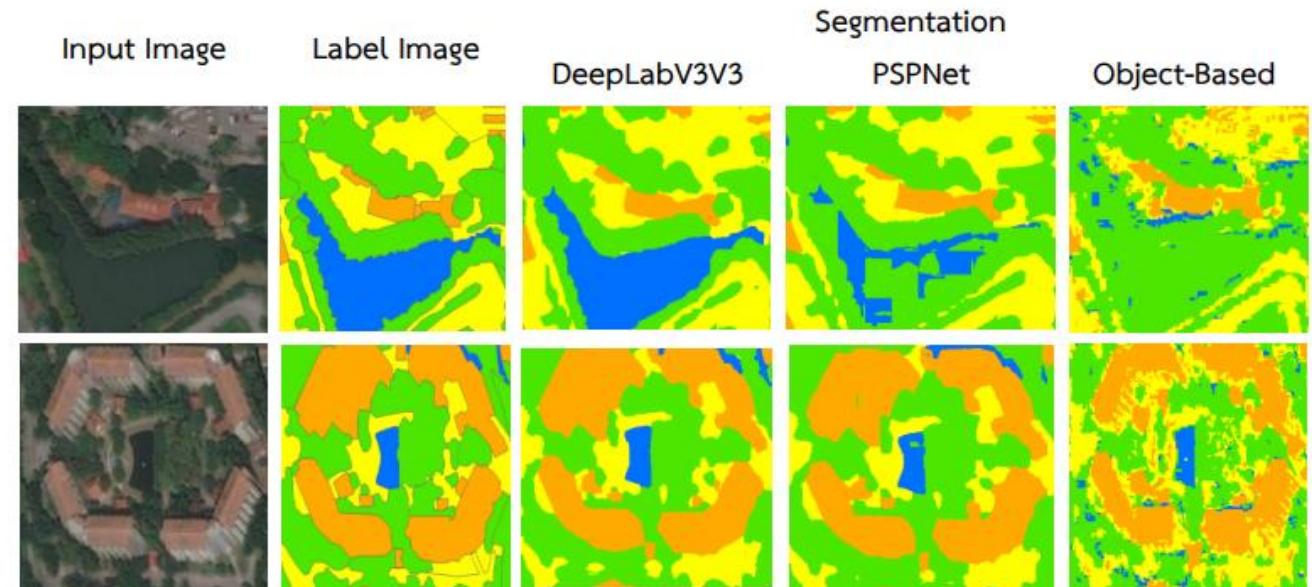 Segmentation
Input Image
Label Image
DeepLabV3V3
PSPNet
Object-Based